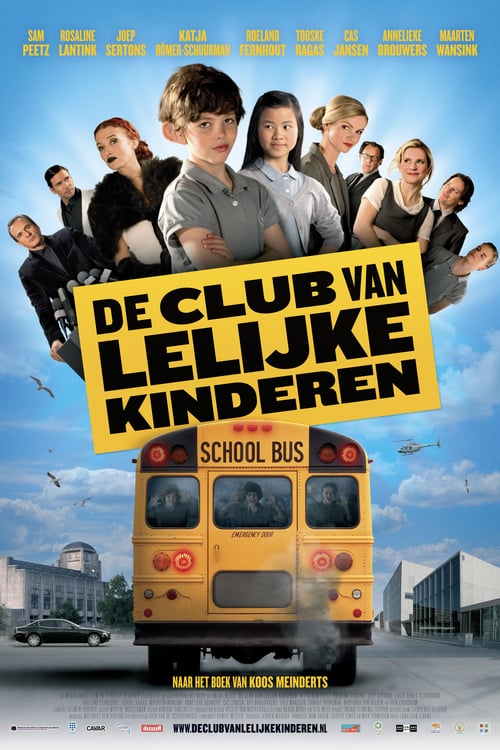 SAM PEETZ
ROSALINE LANTINK
JOEP SERTONS
KATJA RÖMER-SCHUURMAN
ROELAND FERNHOUT
TOOSKE RAGAS
CAS JANSEN
ANNELIEKE BROUWERS
MAARTEN WANSINK
DE CLUB VAN
LELIJKE
KINDEREN
SCHOOL BUS
EMERGENCY DOOR
NAAR HET BOEK VAN KOOS MEINDERTS
WWW.DECLUBVANLELIJKEKINDEREN.NL